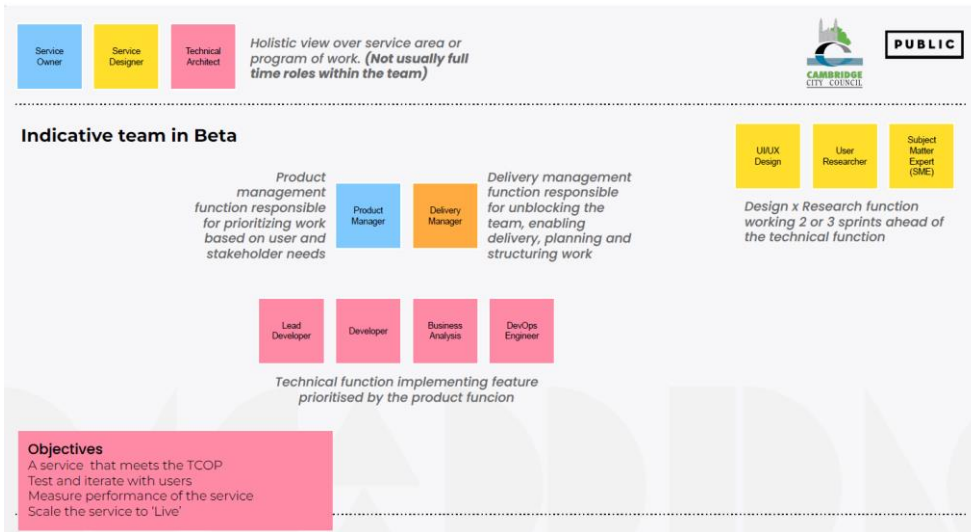 Service
Owner
Service
Designer
Technical
Architect
Holistic view over service area or
program of work. (Not usually full
time roles within the team)
CAMBRIDGE
CITY COUNCIL
PUBLIC
Indicative team in Beta
Product
management
function responsible
for prioritizing work
based on user and
stakeholder needs
Product
Manager
Delivery
Manager
Delivery management
function responsible
for unblocking the
team, enabling
delivery, planning and
structuring work
UI/UX
Design
User
Researcher
Subject
Matter
Expert
(SME)
Design x Research function
working 2 or 3 sprints ahead of
the technical function
Lead
Developer
Developer
Business
Analysis
DevOps
Engineer
Technical function implementing feature
prioritised by the product funcion
Objectives
A service that meets the TCOP
Test and iterate with users
Measure performance of the service
Scale the service to 'Live'